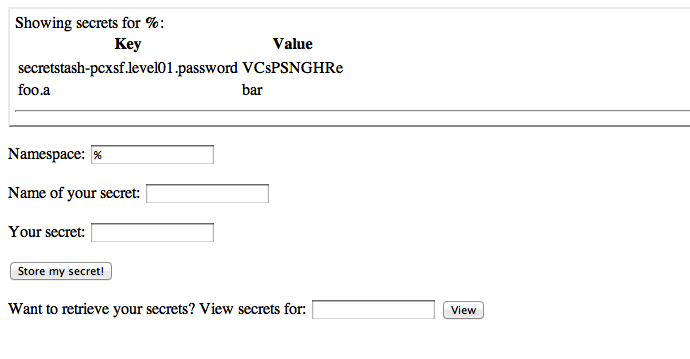 Showing secrets for %:
Key Value
secretstash-pcxsf.level01.password VCsPSNGHRe
foo.a bar
Namespace: %
Name of your secret:
Your secret:
Store my secret!
Want to retrieve your secrets? View secrets for: View